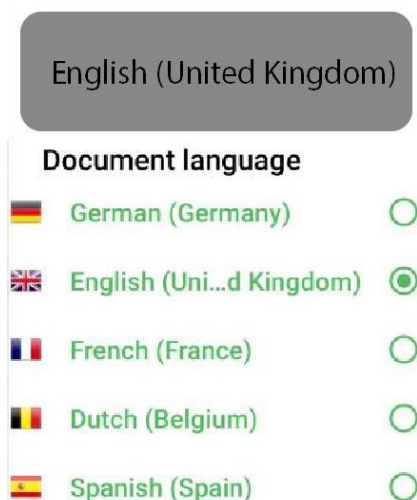 English (United Kingdom)
Document language
German (Germany)
English (Uni...d Kingdom)
French (France)
Dutch (Belgium)
Spanish (Spain)